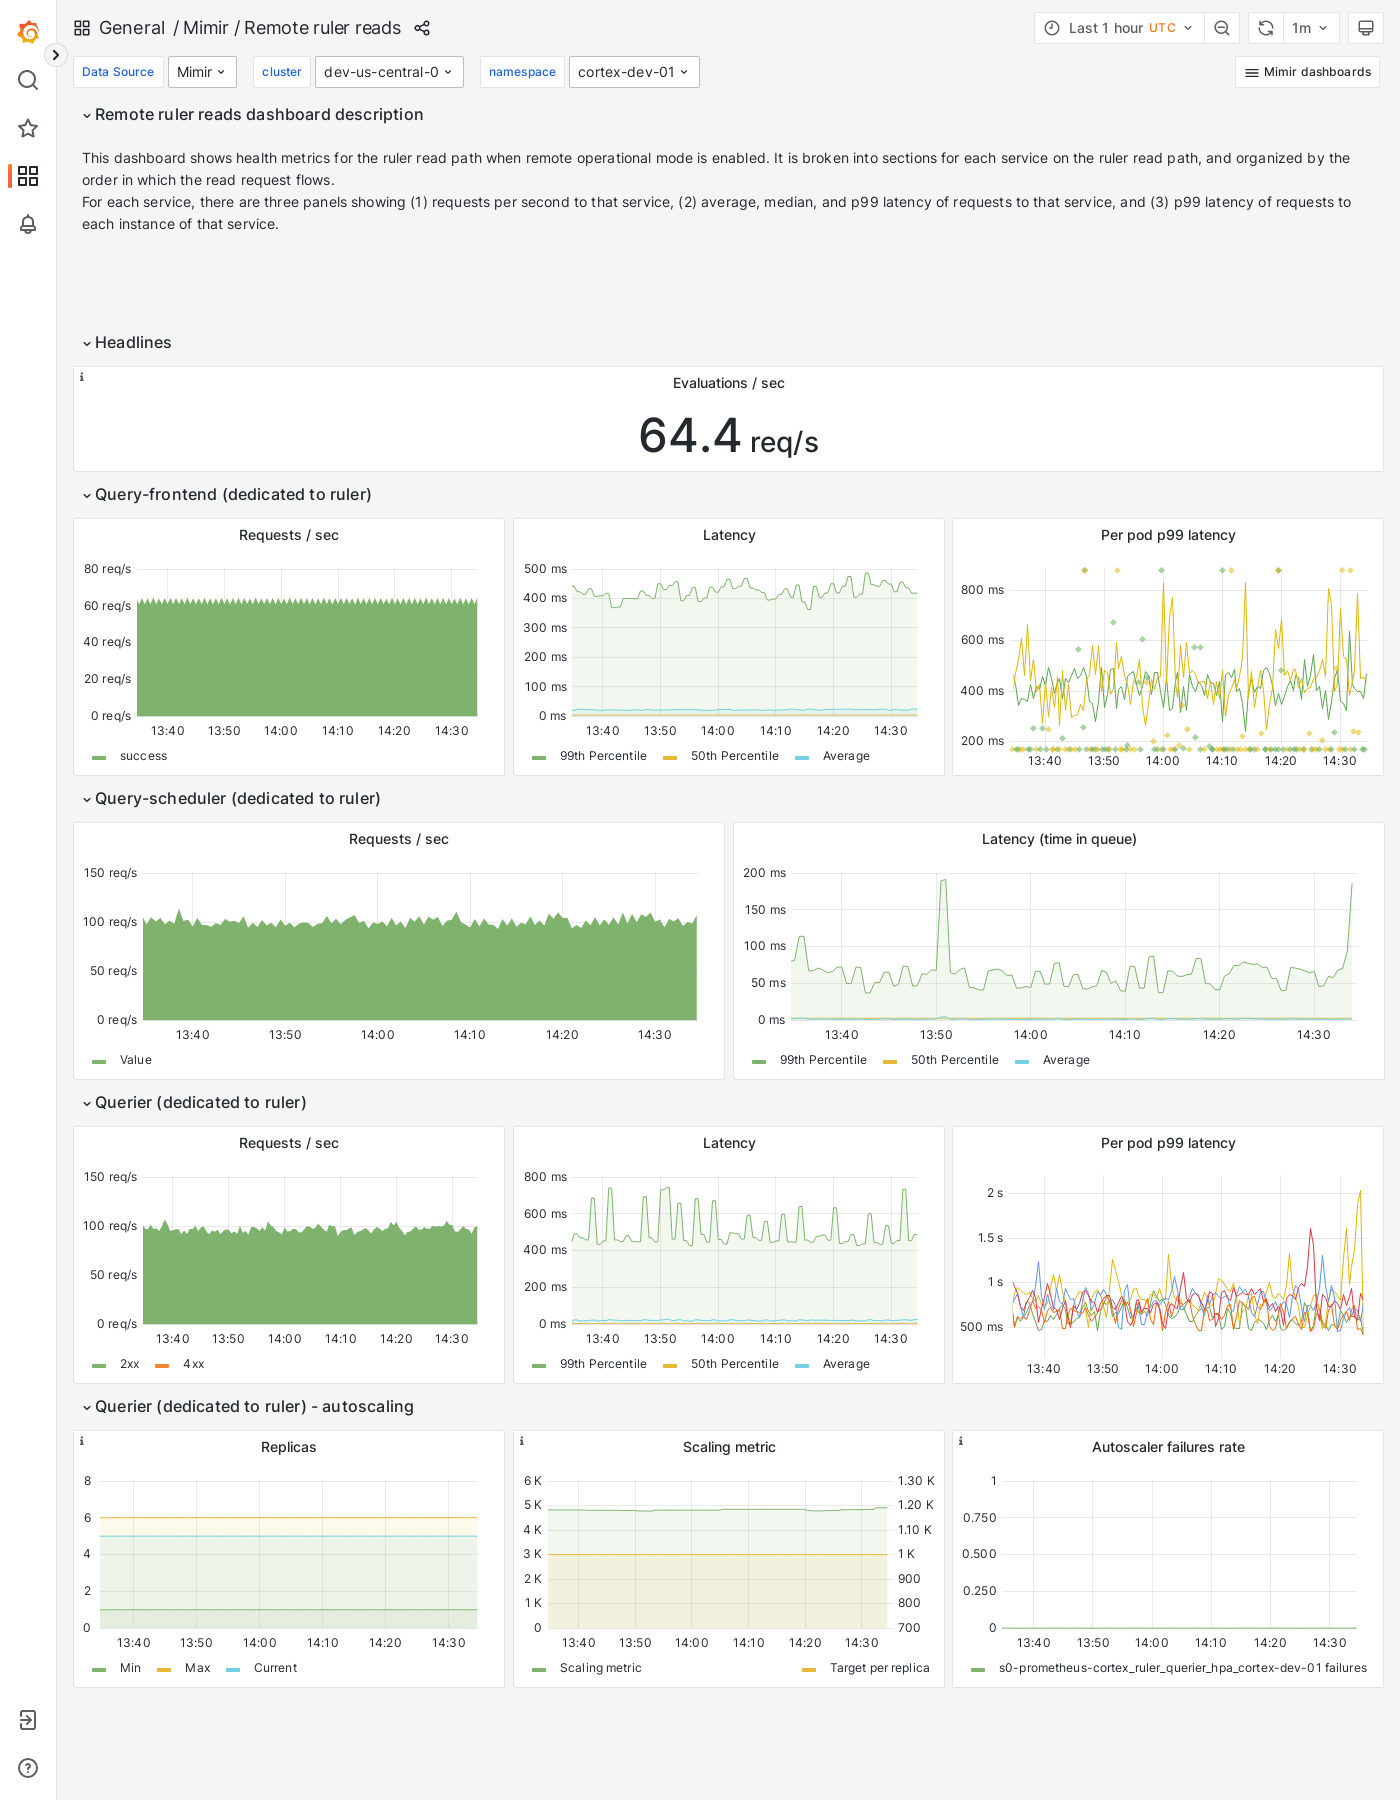 General / Mimir / Remote ruler reads
Last 1 hour UTC
1m
Data Source Mimir cluster dev-us-central-0 namespace cortex-dev-01 Mimir dashboards
Remote ruler reads dashboard description
This dashboard shows health metrics for the ruler read path when remote operational mode is enabled. It is broken into sections for each service on the ruler read path, and organized by the
order in which the read request flows.
For each service, there are three panels showing (1) requests per second to that service, (2) average, median, and p99 latency of requests to that service, and (3) p99 latency of requests to
each instance of that service.
Headlines
Evaluations / sec
64.4 req/s
Query-frontend (dedicated to ruler)
Requests / sec
80 req/s
60 req/s
40 req/s
20 req/s
0 req/s
13:40 13:50 14:00 14:10 14:20 14:30
success
Latency
500 ms
400 ms
300 ms
200 ms
100 ms
0 ms
13:40 13:50 14:00 14:10 14:20 14:30
99th Percentile 50th Percentile Average
Per pod p99 latency
800 ms
600 ms
400 ms
200 ms
13:40 13:50 14:00 14:10 14:20 14:30
Query-scheduler (dedicated to ruler)
Requests / sec
150 req/s
100 req/s
50 req/s
0 req/s
13:40 13:50 14:00 14:10 14:20 14:30
Value
Latency (time in queue)
200 ms
150 ms
100 ms
50 ms
0 ms
13:40 13:50 14:00 14:10 14:20 14:30
99th Percentile 50th Percentile Average
Querier (dedicated to ruler)
Requests / sec
150 req/s
100 req/s
50 req/s
0 req/s
13:40 13:50 14:00 14:10 14:20 14:30
2xx 4xx
Latency
800 ms
600 ms
400 ms
200 ms
0 ms
13:40 13:50 14:00 14:10 14:20 14:30
99th Percentile 50th Percentile Average
Per pod p99 latency
2 s
1.5 s
1 s
500 ms
13:40 13:50 14:00 14:10 14:20 14:30
Querier (dedicated to ruler) - autoscaling
Replicas
8
6
4
2
0
13:40 13:50 14:00 14:10 14:20 14:30
Min Max Current
Scaling metric
6 K 1.30 K
5 K 1.20 K
4 K 1.10 K
3 K 1 K
2 K 900
1 K 800
0 700
13:40 13:50 14:00 14:10 14:20 14:30
Scaling metric Target per replica
Autoscaler failures rate
1
0.750
0.500
0.250
0
13:40 13:50 14:00 14:10 14:20 14:30
s0-prometheus-cortex_ruler_querier_hpa_cortex-dev-01 failures